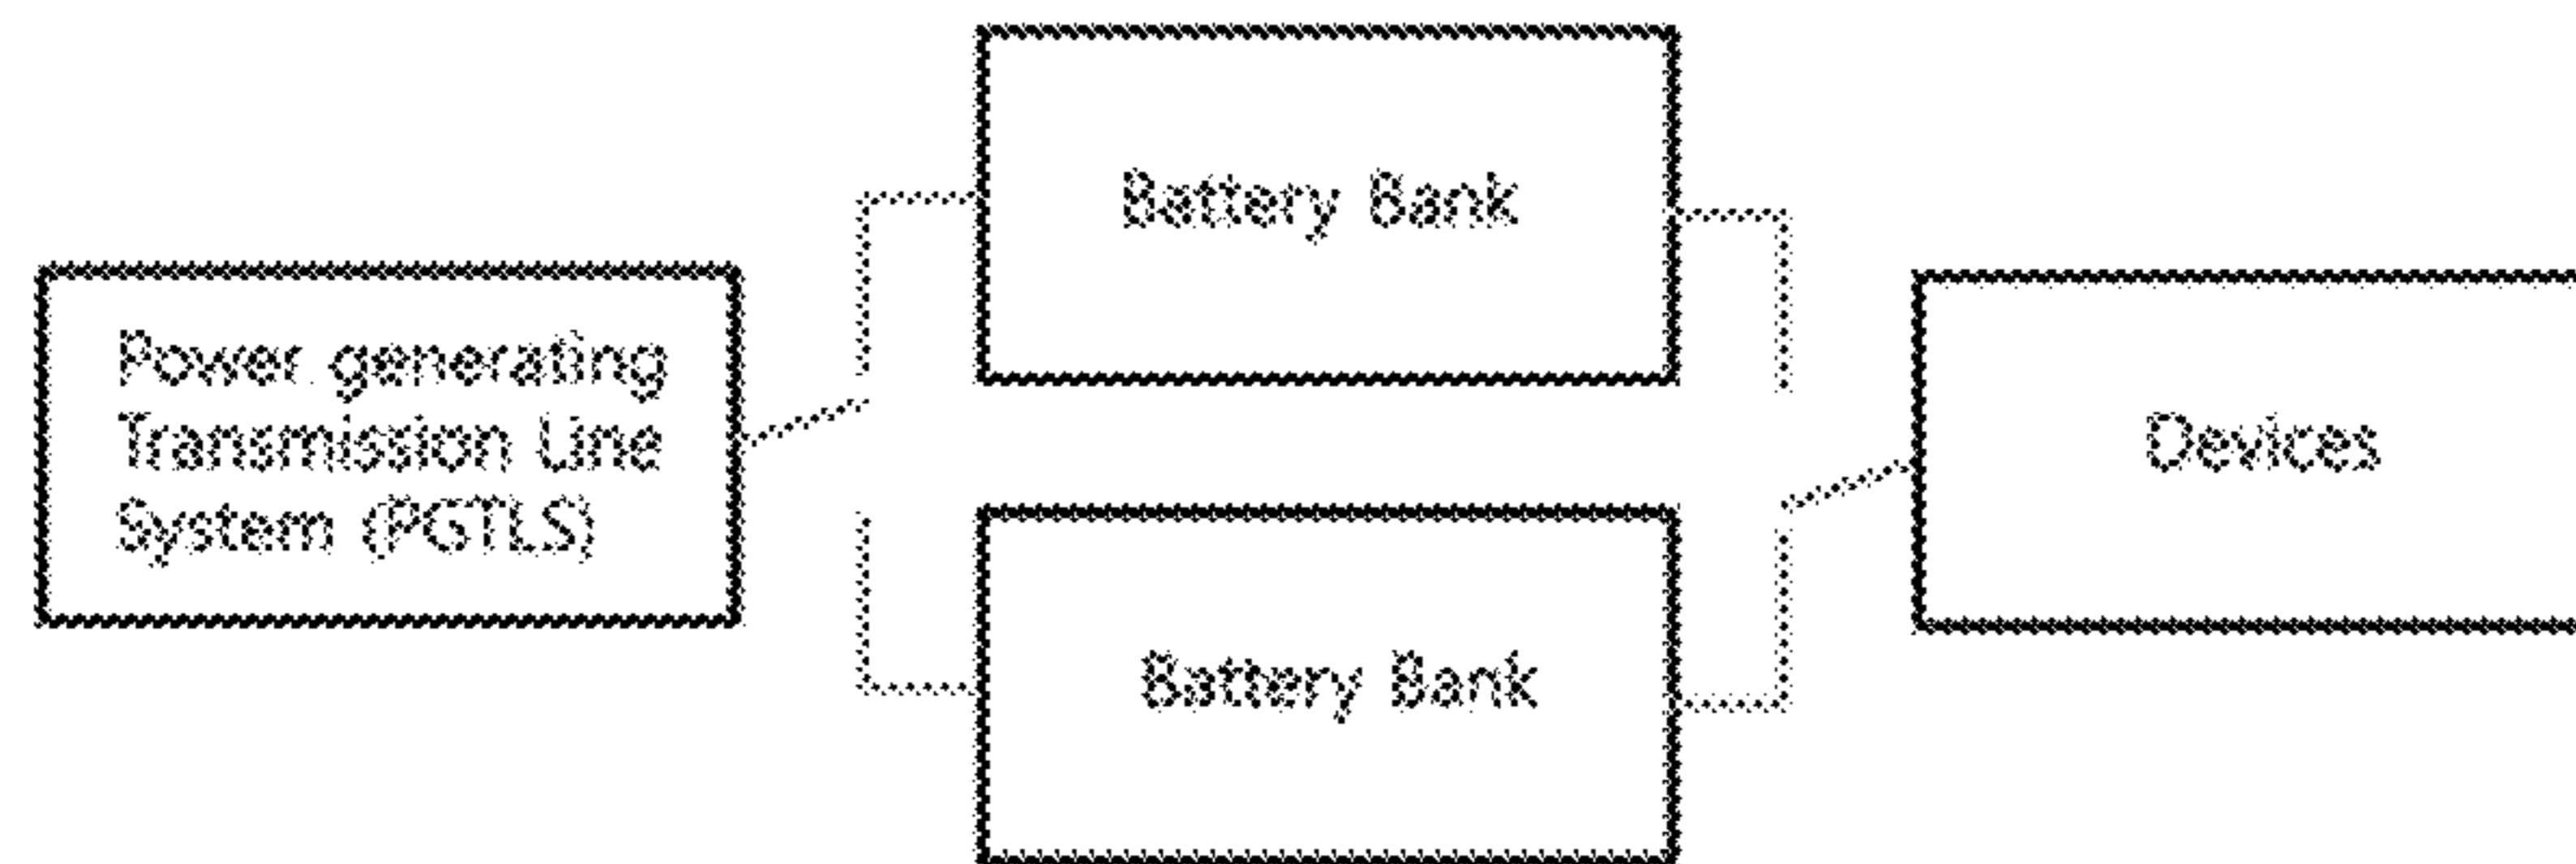 Battery Bank
Power generating
Transmission Line
System (PGTLS)
Devices
Battery Bank